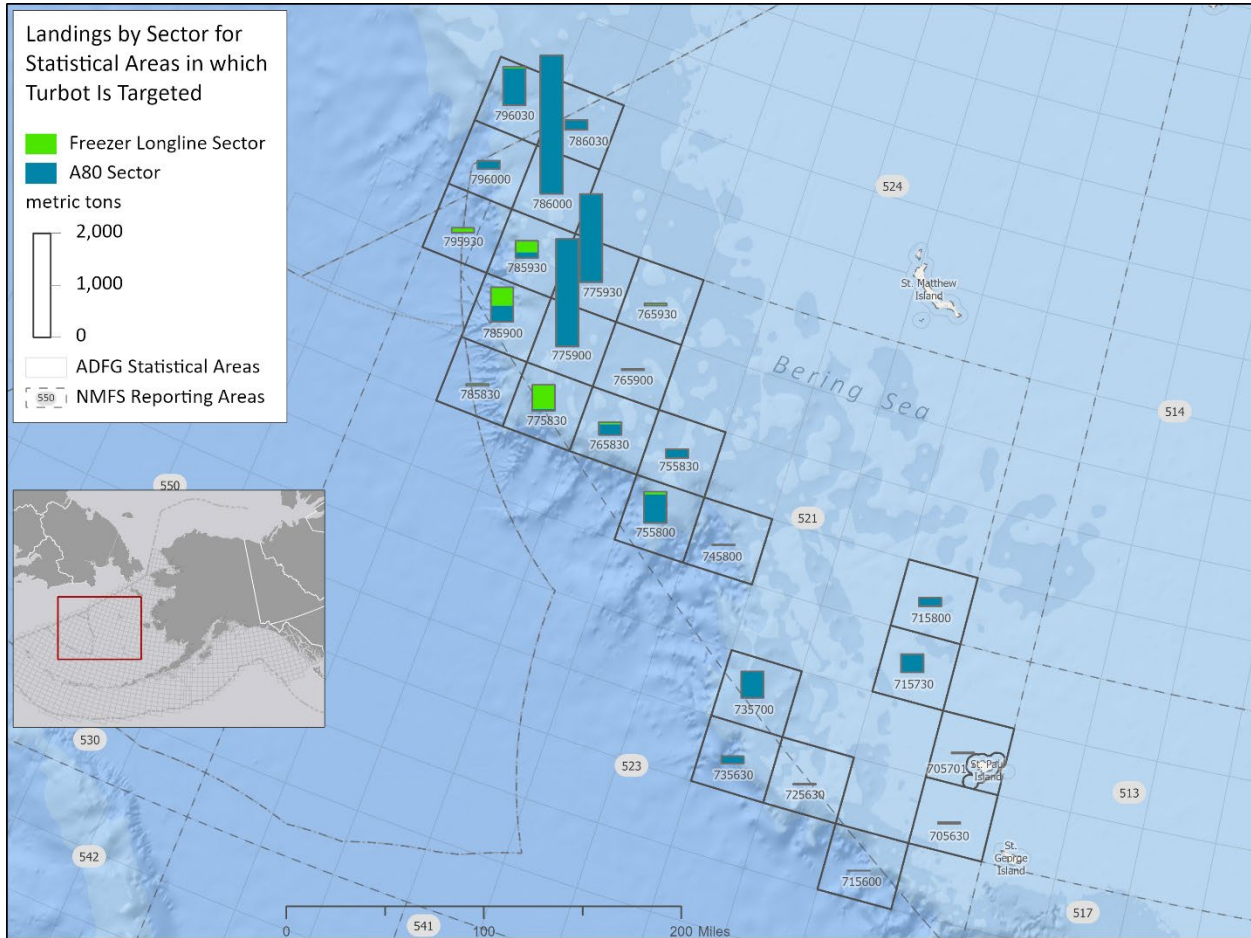 Landings by Sector for
Statistical Areas in which
Turbot Is Targeted
Freezer Longline Sector
A80 Sector
metric tons
2,000
1,000
0
ADFG Statistical Areas
550 NMFS Reporting Areas
796030
786030
796000
786000
524
795930
785930
775930
765930
St. Matthew
Island
785900
775900
765900
Bering Sea
514
785830
775830
765830
755830
550
755800
745800
521
715800
715730
735700
530
523
735630
725630
705701
St. Paul
Island
513
705630
542
715600
St.
George
Island
517
541
0 100 200 Miles